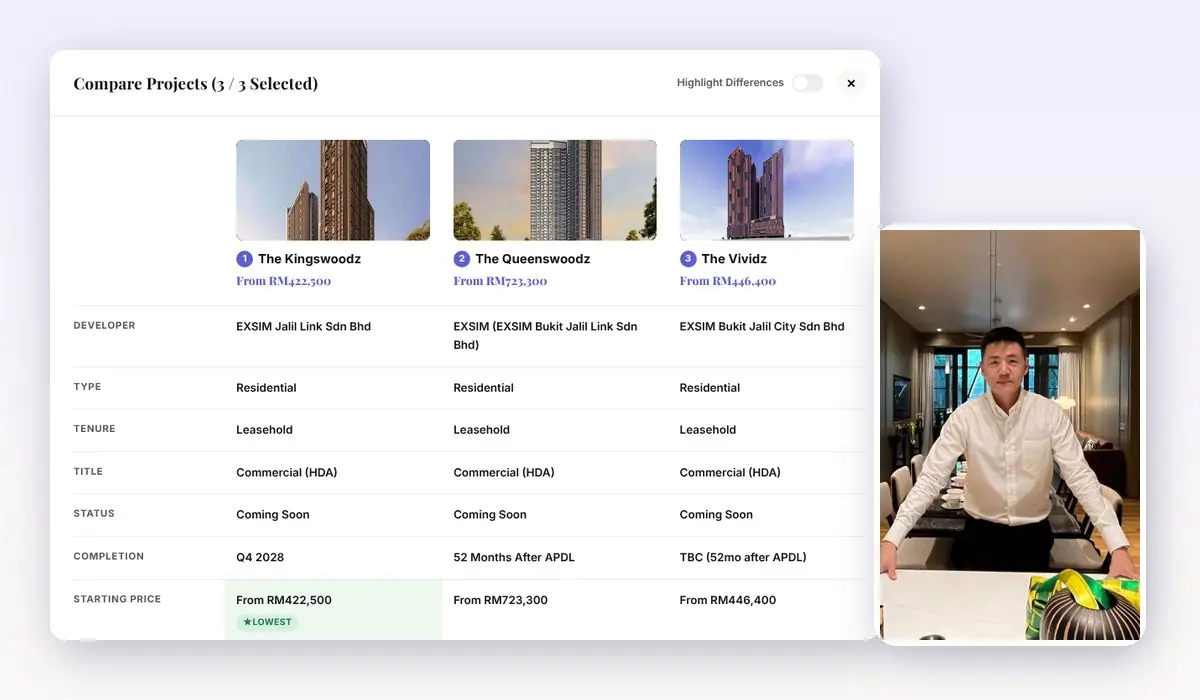 Compare Projects (3 / 3 Selected)
Highlight Differences
×
1 The Kingswoodz
From RM422,500
2 The Queenswoodz
From RM723,300
3 The Vividz
From RM446,400
DEVELOPER
EXSIM Jalil Link Sdn Bhd
EXSIM (EXSIM Bukit Jalil Link Sdn
Bhd)
EXSIM Bukit Jalil City Sdn Bhd
TYPE
Residential
Residential
Residential
TENURE
Leasehold
Leasehold
Leasehold
TITLE
Commercial (HDA)
Commercial (HDA)
Commercial (HDA)
STATUS
Coming Soon
Coming Soon
Coming Soon
COMPLETION
Q4 2028
52 Months After APDL
TBC (52mo after APDL)
STARTING PRICE
From RM422,500
★LOWEST
From RM723,300
From RM446,400